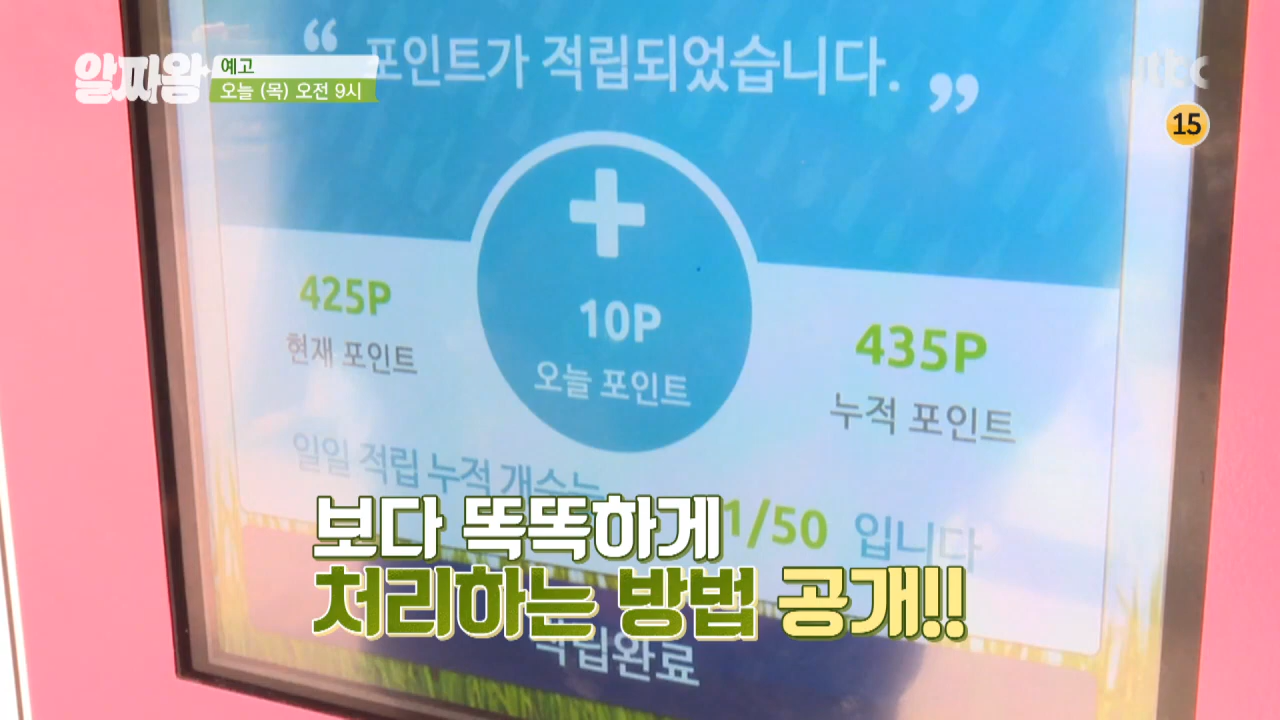 알짜왕
예고
오늘 (목) 오전 9시
jtbc
15
“ 포인트가 적립되었습니다. ”
+
425P
현재 포인트
10P
오늘 포인트
435P
누적 포인트
일일 적립 누적 개수는
1/50 입니다
보다 똑똑하게
처리하는 방법 공개!!
적립완료